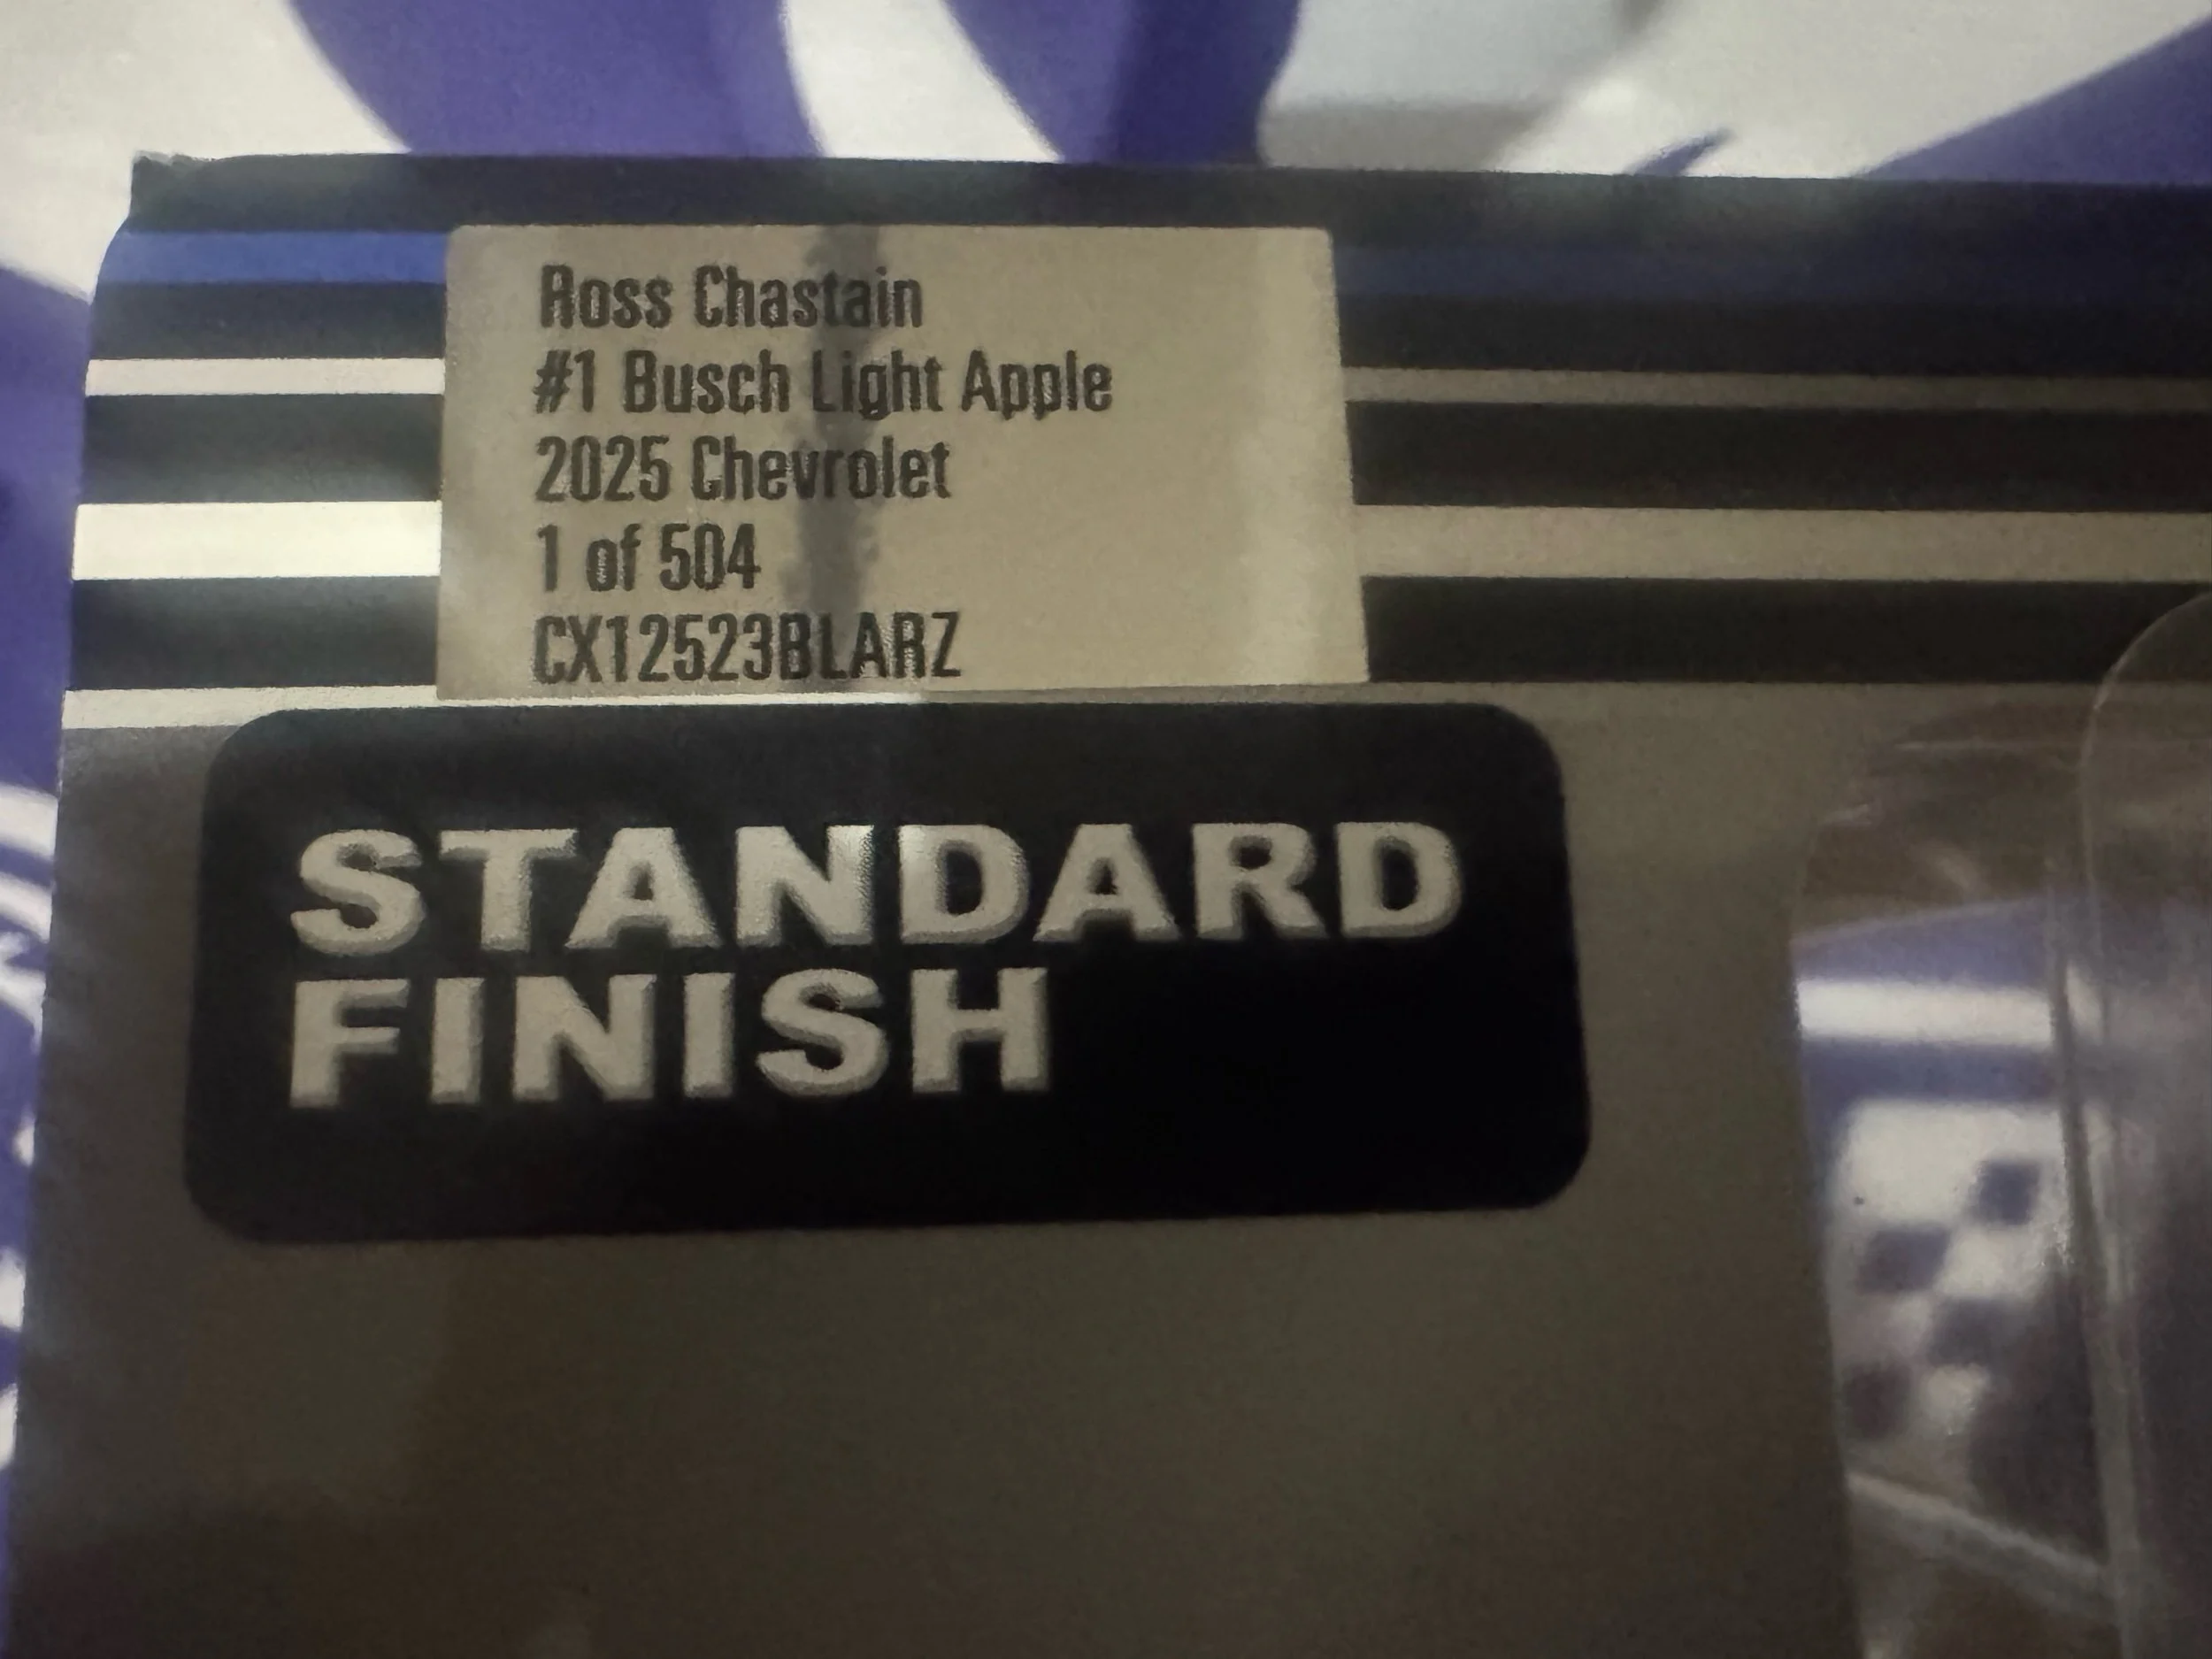 Ross Chastain
#1 Busch Light Apple
2025 Chevrolet
1 of 504
CX12523BLARZ
STANDARD
FINISH